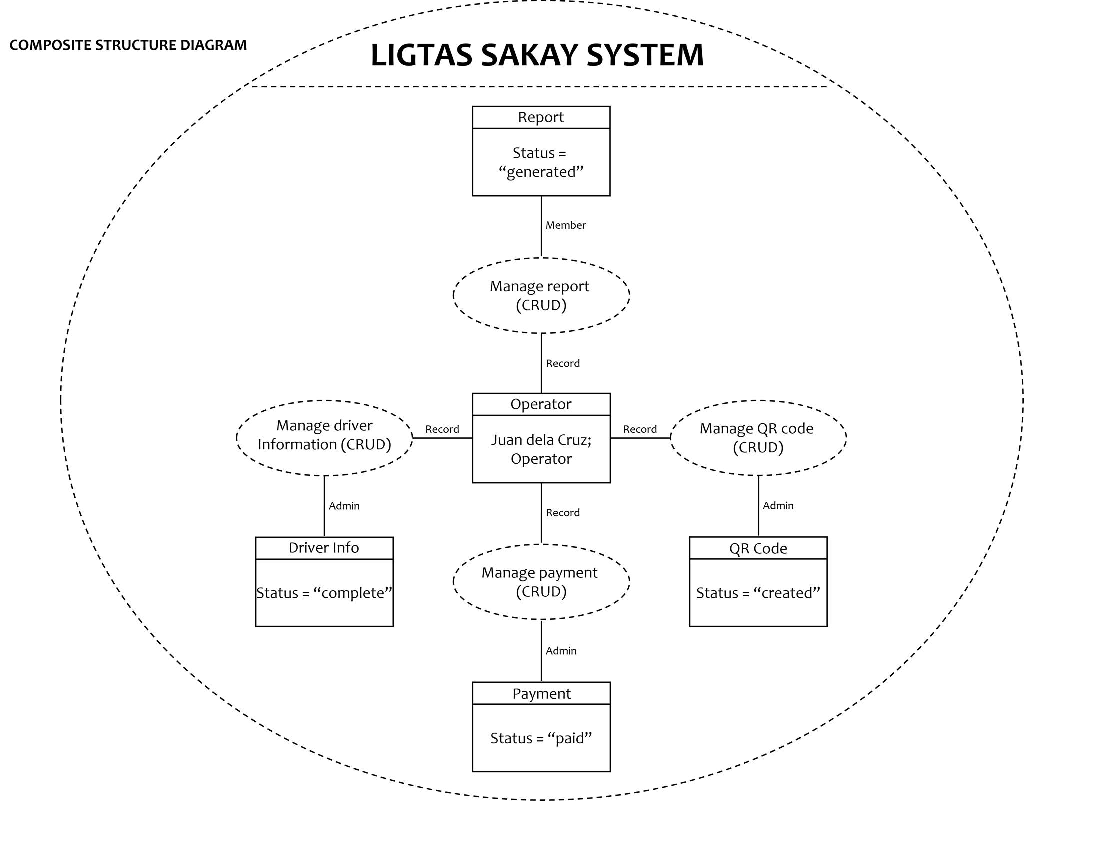 COMPOSITE STRUCTURE DIAGRAM
LIGTAS SAKAY SYSTEM
Report
Status =
“generated”
Member
Manage report
(CRUD)
Record
Operator
Juan dela Cruz;
Operator
Manage driver
Information (CRUD)
Record
Record
Manage QR code
(CRUD)
Admin
Record
Admin
Driver Info
Status = “complete”
Manage payment
(CRUD)
QR Code
Status = “created”
Admin
Payment
Status = “paid”